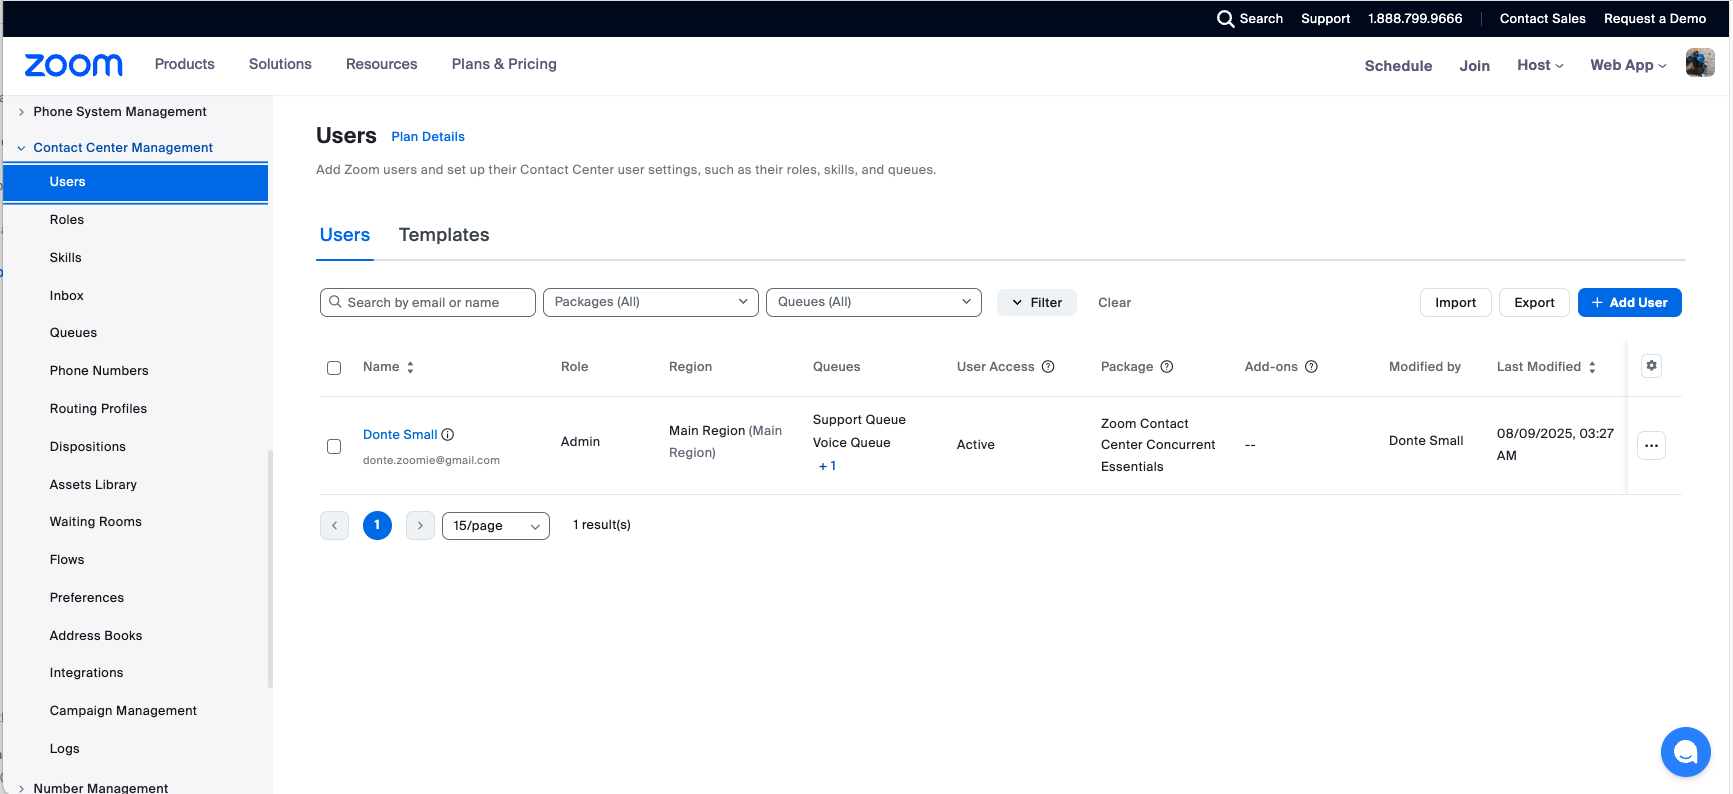 Search Support 1.888.799.9666 Contact Sales Request a Demo
zoom Products Solutions Resources Plans & Pricing Schedule Join Host Web App
Phone System Management
Contact Center Management
Users
Roles
Skills
Inbox
Queues
Phone Numbers
Routing Profiles
Dispositions
Assets Library
Waiting Rooms
Flows
Preferences
Address Books
Integrations
Campaign Management
Logs
Number Management
Users Plan Details
Add Zoom users and set up their Contact Center user settings, such as their roles, skills, and queues.
Users Templates
Search by email or name Packages (All) Queues (All) Filter Clear Import Export + Add User
Name Role Region Queues User Access Package Add-ons Modified by Last Modified
Donte Small
donte.zoomie@gmail.com
Admin
Main Region (Main
Region)
Support Queue
Voice Queue
+ 1
Active
Zoom Contact
Center Concurrent
Essentials
--
Donte Small
08/09/2025, 03:27
AM
1 15/page 1 result(s)